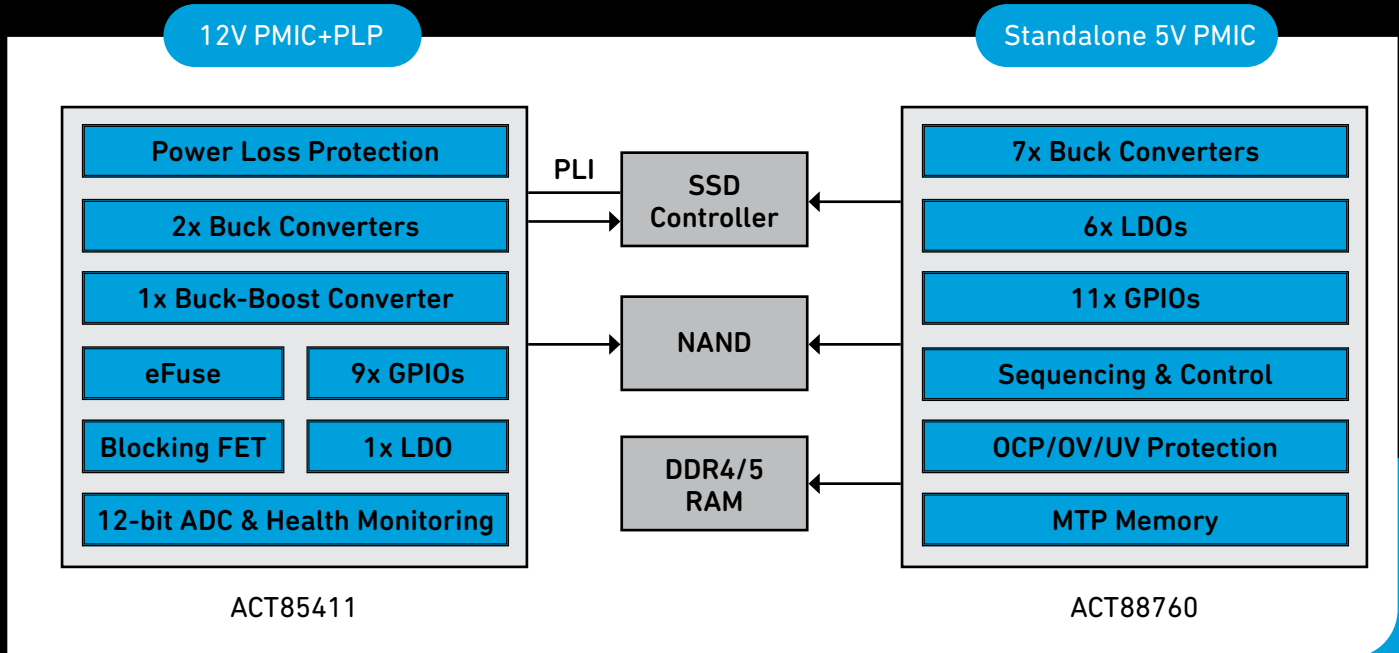 12V PMIC+PLP
Standalone 5V PMIC
Power Loss Protection
2x Buck Converters
1x Buck-Boost Converter
eFuse
9x GPIOs
Blocking FET
1x LDO
12-bit ADC & Health Monitoring
ACT85411
PLI
SSD
Controller
NAND
DDR4/5
RAM
7x Buck Converters
6x LDOs
11x GPIOs
Sequencing & Control
OCP/OV/UV Protection
MTP Memory
ACT88760